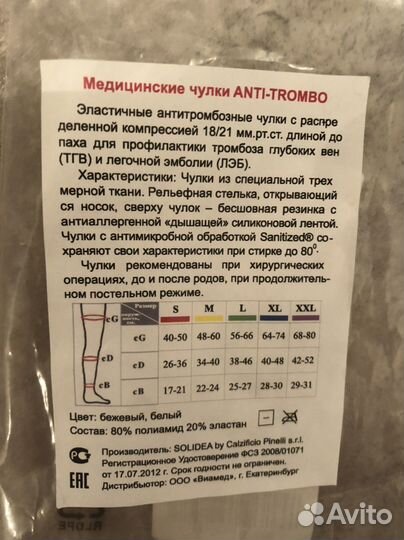 Медицинские чулки ANTI-TROMBO
Эластичные антитромбозные чулки с распре
деленной компрессией 18/21 мм.рт.ст. длиной до
паха для профилактики тромбоза глубоких вен
(ТГВ) и легочной эмболии (ЛЭБ).
Характеристики: Чулки из специальной трех
мерной ткани. Рельефная стелька, открывающий
ся носок, сверху чулок – бесшовная резинка с
антиаллергенной «дышащей» силиконовой лентой.
Чулки с антимикробной обработкой Sanitized® со-
храняют свои характеристики при стирке до 80°.
Чулки рекомендованы при хирургических
операциях, до и после родов, при продолжитель-
ном постельном режиме.
Размер S M L XL XXL
cG cG 40-50 48-60 56-66 64-74 68-80
cD cD 26-36 34-40 38-46 40-48 42-52
cB cB 17-21 22-24 25-27 28-30 29-31
Цвет: бежевый, белый
Состав: 80% полиамид 20% эластан
Производитель: SOLIDEA by Calzificio Pinelli s.r.l.
Регистрационное Удостоверение ФСЗ 2008/01071
от 17.07.2012 г. Срок годности не ограничен.
Дистрибьютор: ООО «Виамед», г. Екатеринбург
EAC
Avito